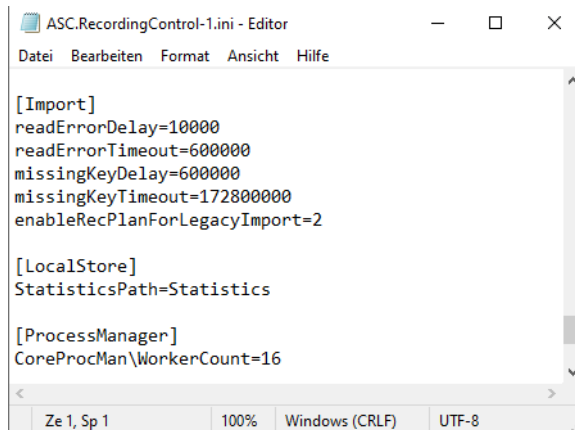 ASC.RecordingControl-1.ini - Editor
Datei Bearbeiten Format Ansicht Hilfe
[Import]
readErrorDelay=10000
readErrorTimeout=600000
missingKeyDelay=600000
missingKeyTimeout=172800000
enableRecPlanForLegacyImport=2
[LocalStore]
StatisticsPath=Statistics
[ProcessManager]
CoreProcMan\WorkerCount=16
Ze 1, Sp 1 100% Windows (CRLF) UTF-8